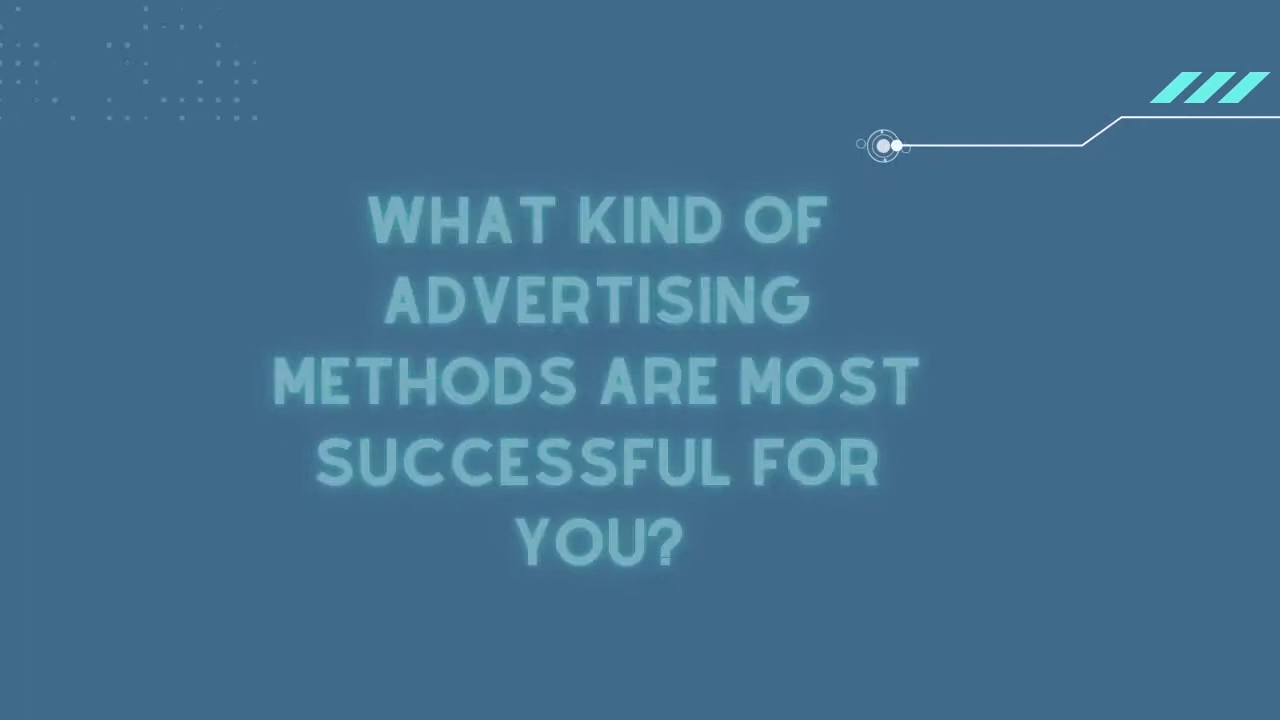 WHAT KIND OF
ADVERTISING
METHODS ARE MOST
SUCCESSFUL FOR
YOU?